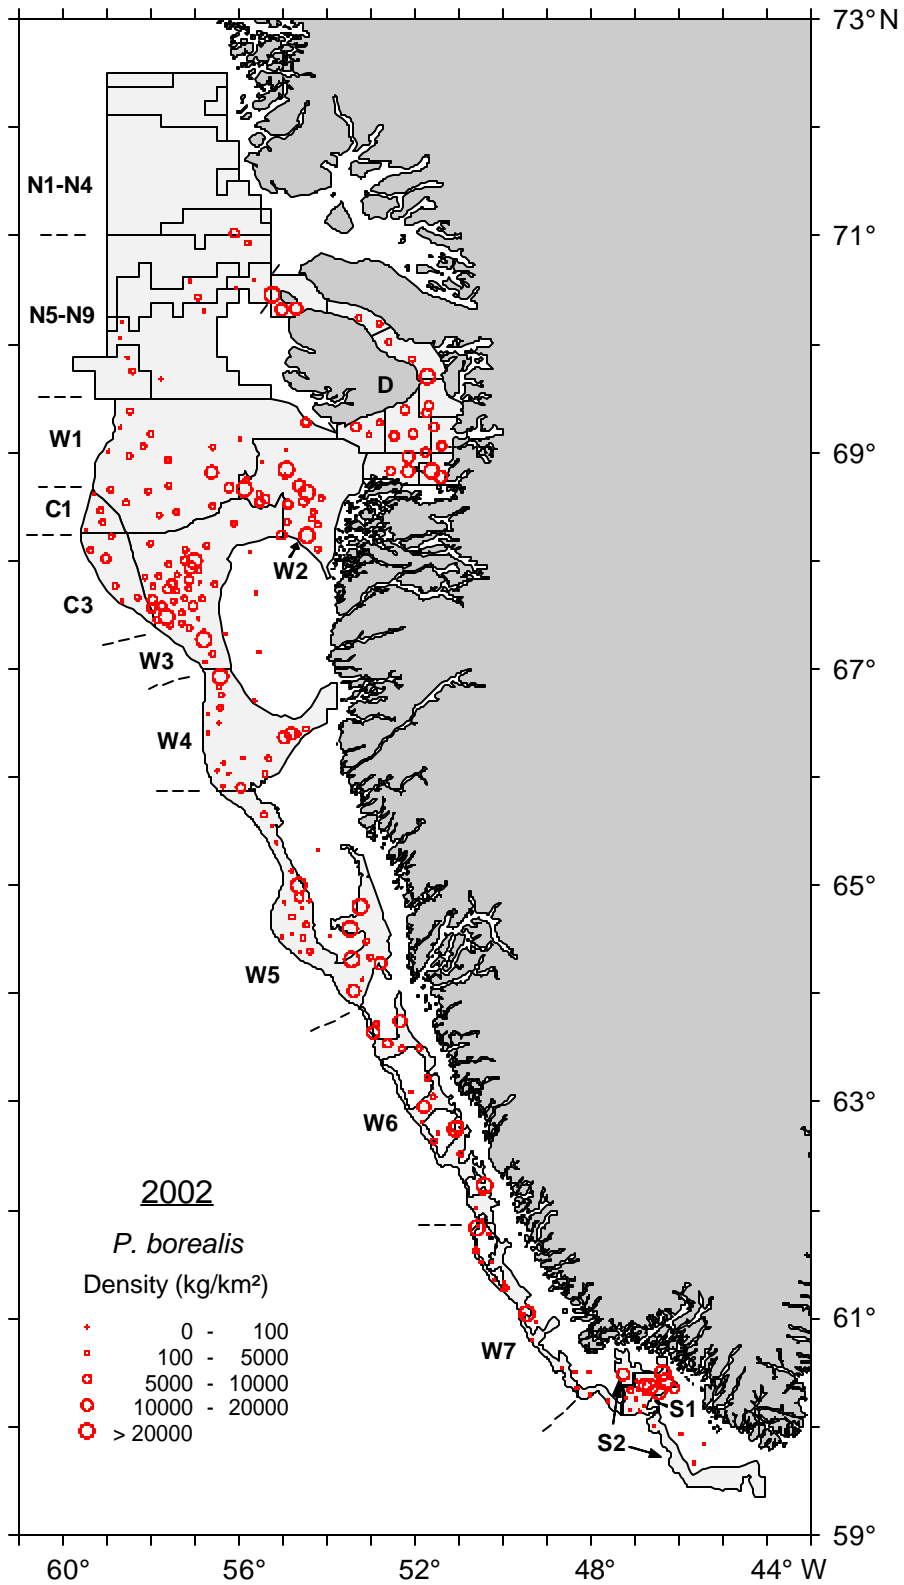 73°N
N1-N4
71°
N5-N9
D
W1
69°
C1
W2
C3
W3
67°
W4
65°
W5
63°
W6
2002
P. borealis
Density (kg/km²)
0 - 100
100 - 5000
5000 - 10000
10000 - 20000
> 20000
61°
W7
S1
S2
59°
60° 56° 52° 48° 44° W